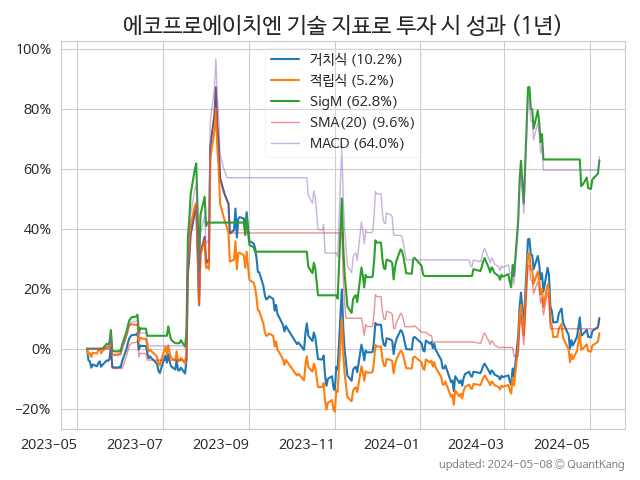 에코프로에이치엔 기술 지표로 투자 시 성과 (1년)
100%
80%
60%
40%
20%
0%
−20%
거치식 (10.2%)
적립식 (5.2%)
SigM (62.8%)
SMA(20) (9.6%)
MACD (64.0%)
2023-05 2023-07 2023-09 2023-11 2024-01 2024-03 2024-05
updated: 2024-05-08 © QuantKang